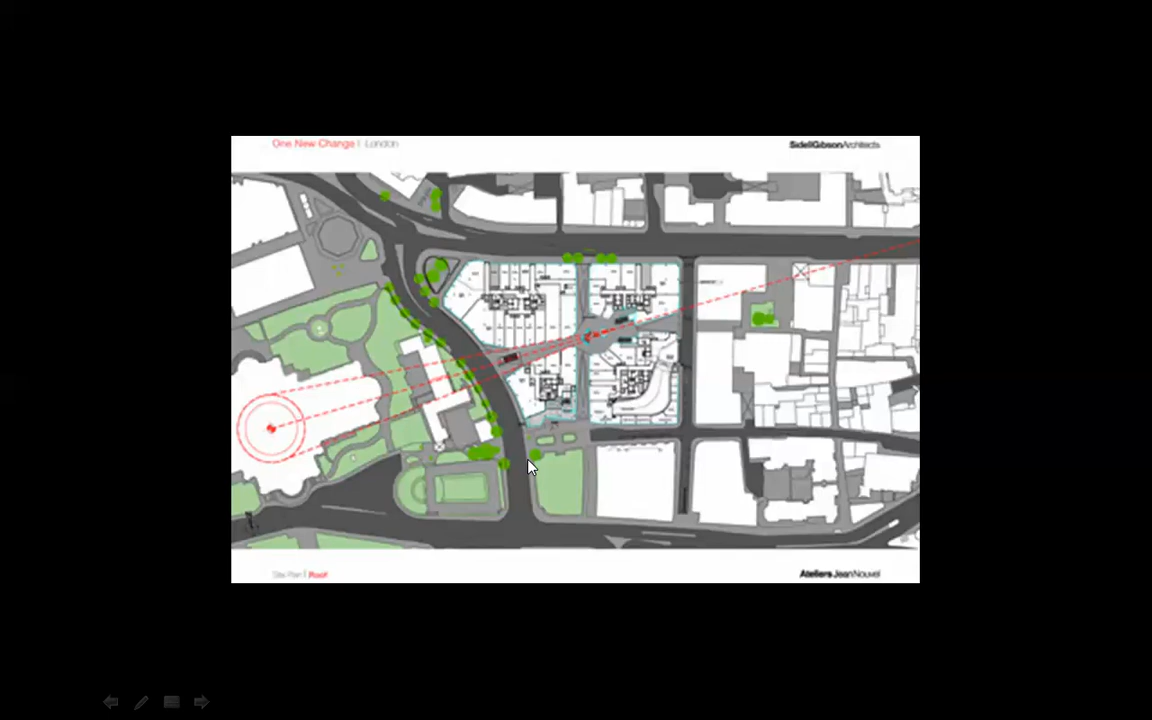 One New Change | London
SidellGibsonArchitects
Site Plan | Roof
AteliersJeanNouvel